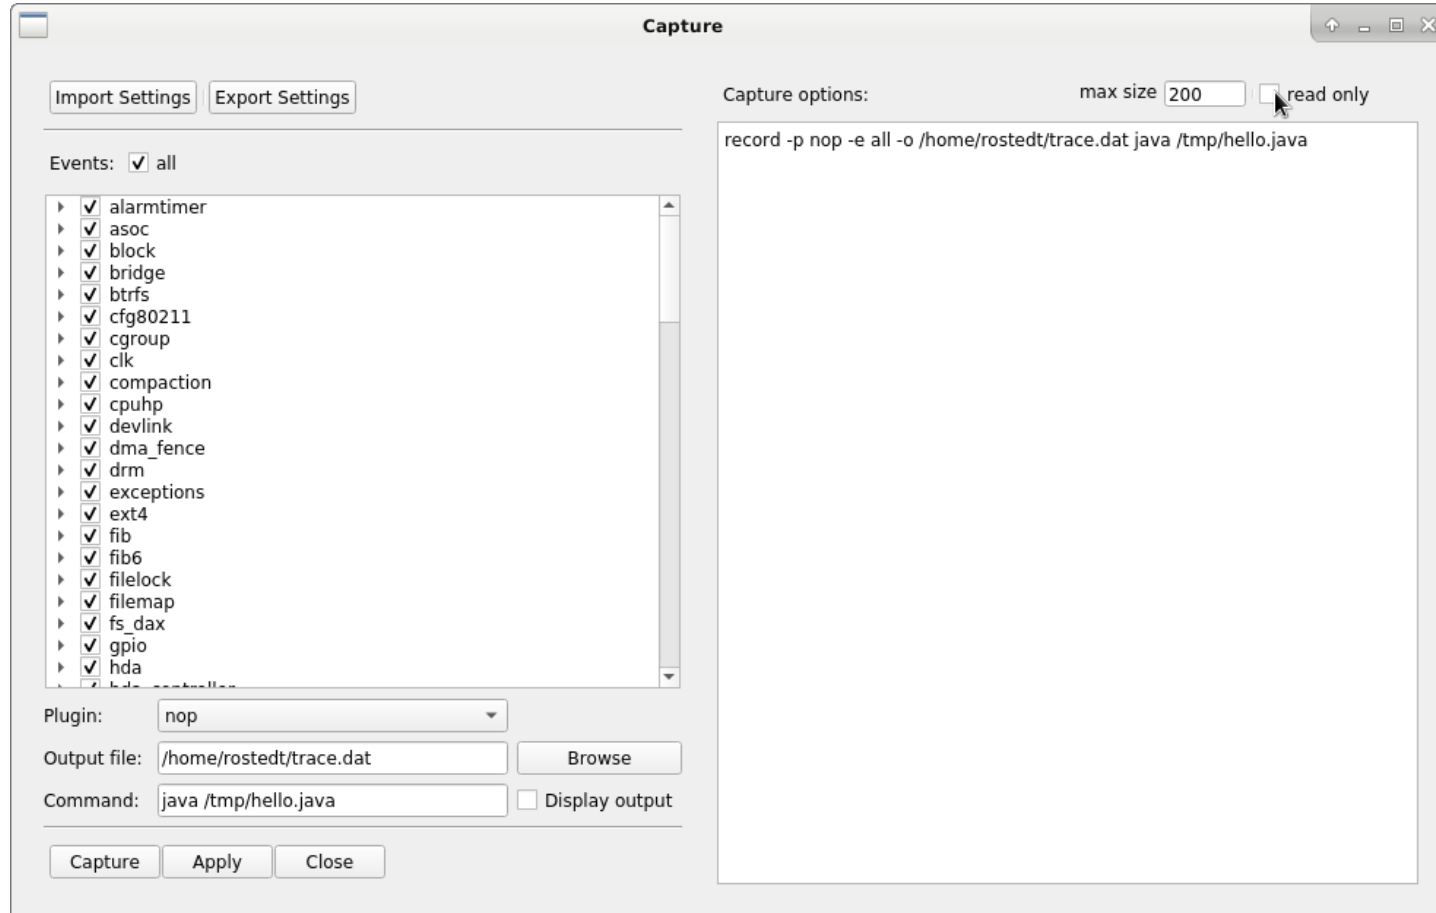 Capture
Import Settings Export Settings
Capture options: max size 200 read only
record -p nop -e all -o /home/rostedt/trace.dat java /tmp/hello.java
Events: all
alarmtimer
asoc
block
bridge
btrfs
cfg80211
cgroup
clk
compaction
cpuhp
devlink
dma_fence
drm
exceptions
ext4
fib
fib6
filelock
filemap
fs_dax
gpio
hda
hda_controller
Plugin: nop
Output file: /home/rostedt/trace.dat Browse
Command: java /tmp/hello.java Display output
Capture Apply Close